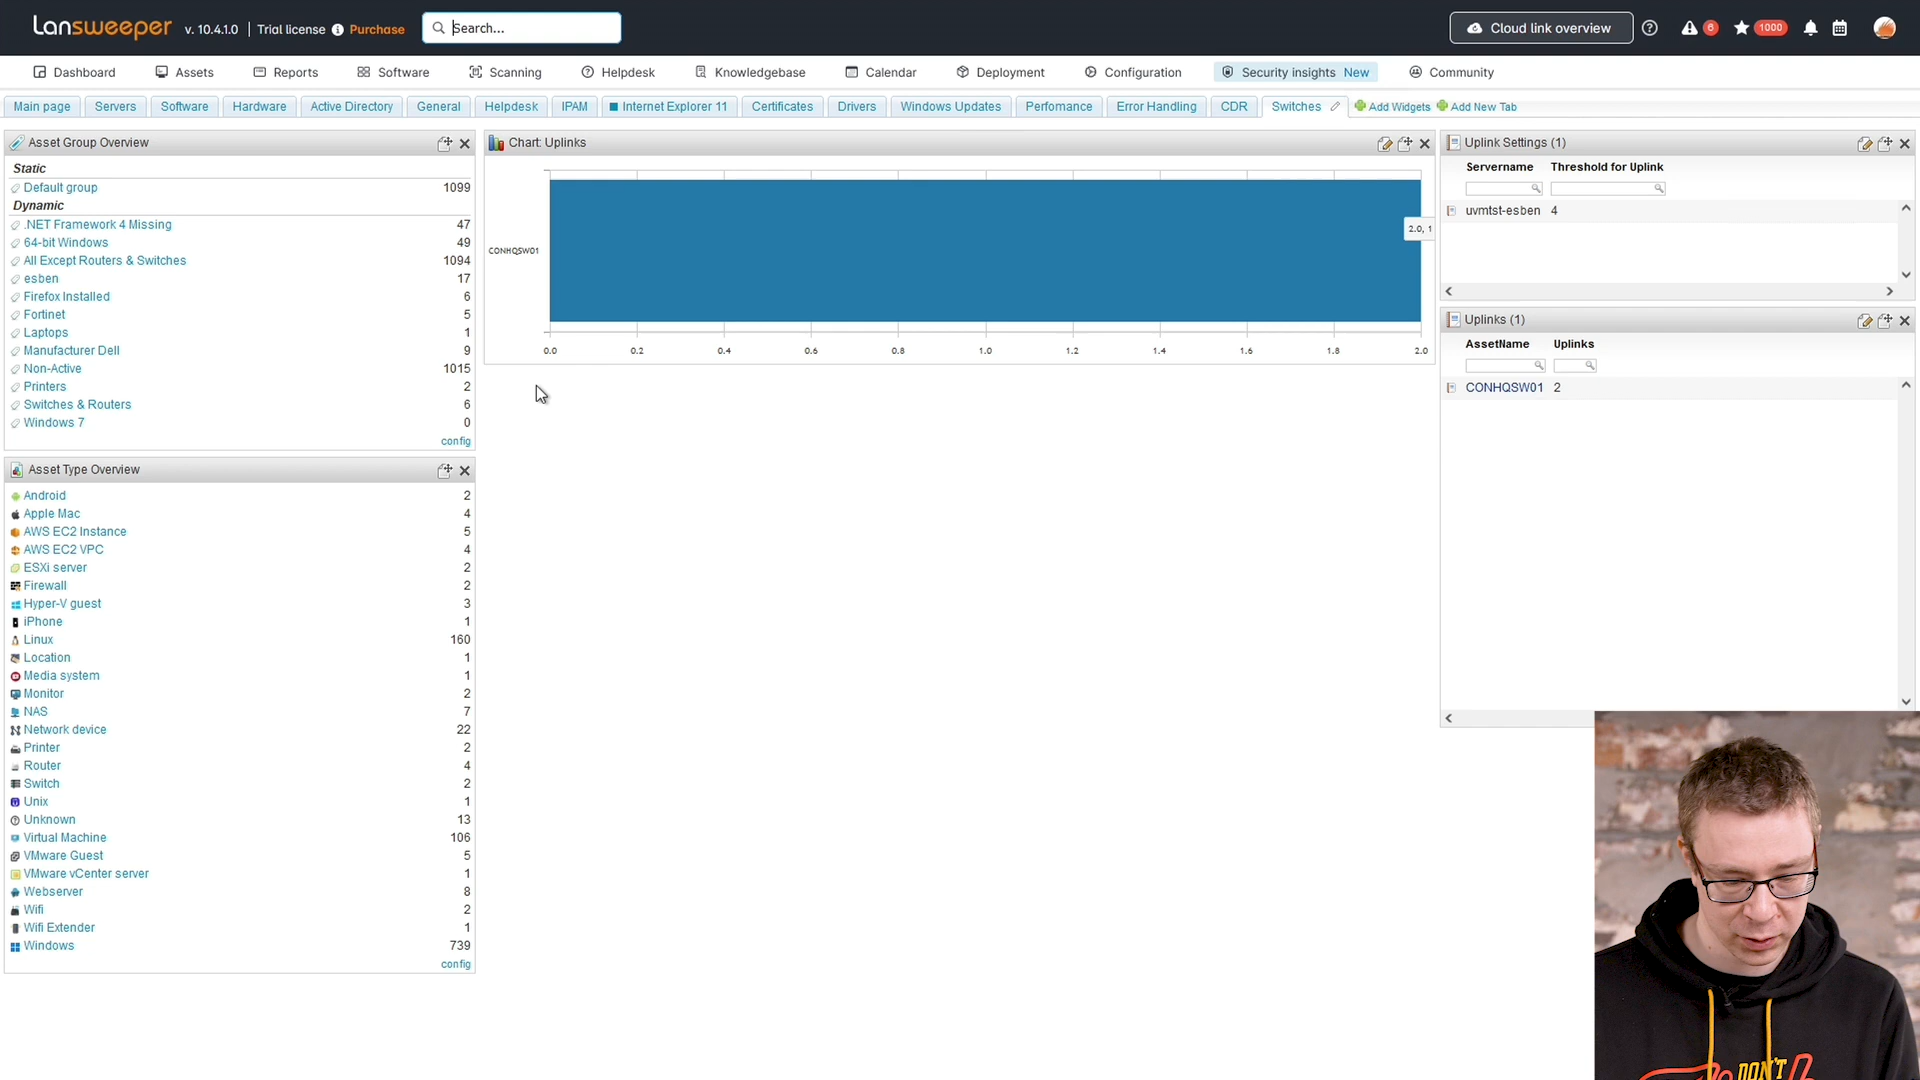 Lansweeper v. 10.4.1.0 Trial license Purchase Search... Cloud link overview 6 1000
Dashboard Assets Reports Software Scanning Helpdesk Knowledgebase Calendar Deployment Configuration Security insights New Community
Main page Servers Software Hardware Active Directory General Helpdesk IPAM Internet Explorer 11 Certificates Drivers Windows Updates Perfomance Error Handling CDR Switches Add Widgets Add New Tab
Asset Group Overview
Static
Default group 1099
Dynamic
.NET Framework 4 Missing 47
64-bit Windows 49
All Except Routers & Switches 1094
esben 17
Firefox Installed 6
Fortinet 5
Laptops 1
Manufacturer Dell 9
Non-Active 1015
Printers 2
Switches & Routers 6
Windows 7 0
config
Asset Type Overview
Android 2
Apple Mac 4
AWS EC2 Instance 5
AWS EC2 VPC 4
ESXi server 2
Firewall 2
Hyper-V guest 3
iPhone 1
Linux 160
Location 1
Media system 1
Monitor 2
NAS 7
Network device 22
Printer 2
Router 4
Switch 2
Unix 1
Unknown 13
Virtual Machine 106
VMware Guest 5
VMware vCenter server 1
Webserver 8
Wifi 2
Wifi Extender 1
Windows 739
config
Chart: Uplinks
CONHQSW01
2.0, 1
0.0 0.2 0.4 0.6 0.8 1.0 1.2 1.4 1.6 1.8 2.0
Uplink Settings (1)
Servername Threshold for Uplink
uvmtst-esben 4
Uplinks (1)
AssetName Uplinks
CONHQSW01 2
DON'T